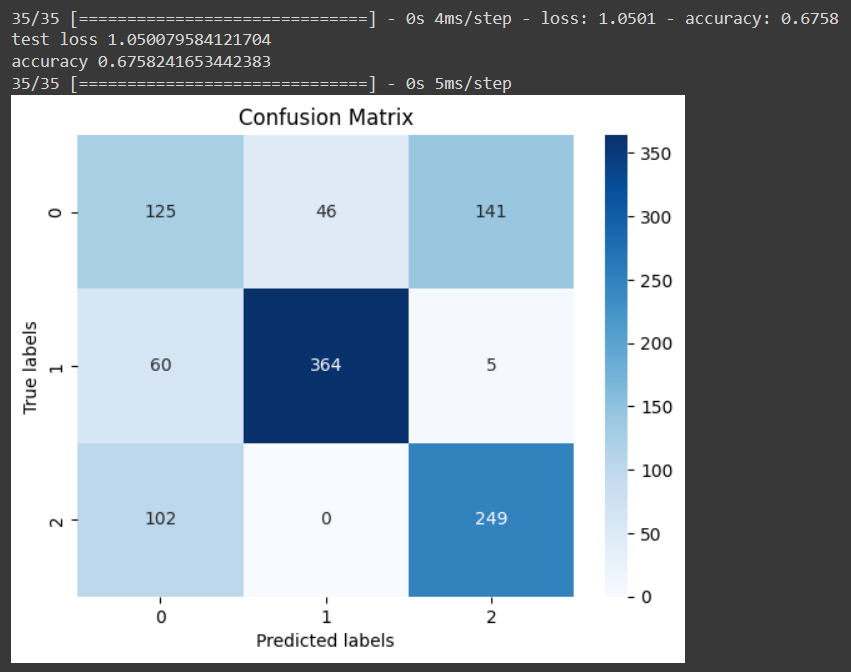 35/35 [==============================] - 0s 4ms/step - loss: 1.0501 - accuracy: 0.6758
test loss 1.050079584121704
accuracy 0.6758241653442383
35/35 [==============================] - 0s 5ms/step
Confusion Matrix
0 125 46 141
1 60 364 5
2 102 0 249
0 1 2
True labels
Predicted labels
350
300
250
200
150
100
50
0